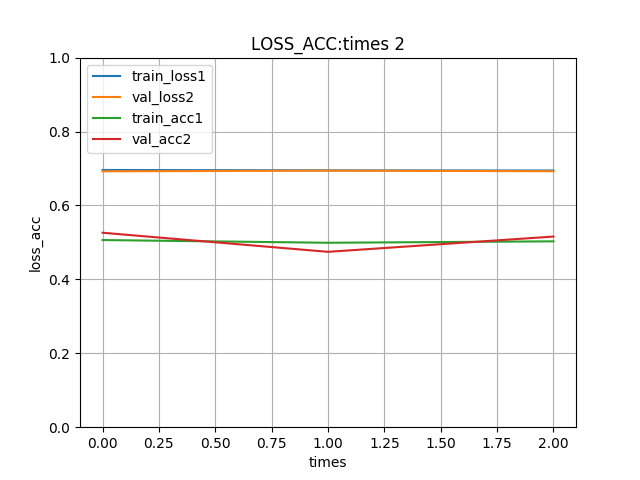 LOSS_ACC:times 2
train_loss1
val_loss2
train_acc1
val_acc2
loss_acc
1.0
0.8
0.6
0.4
0.2
0.0
0.00 0.25 0.50 0.75 1.00 1.25 1.50 1.75 2.00
times